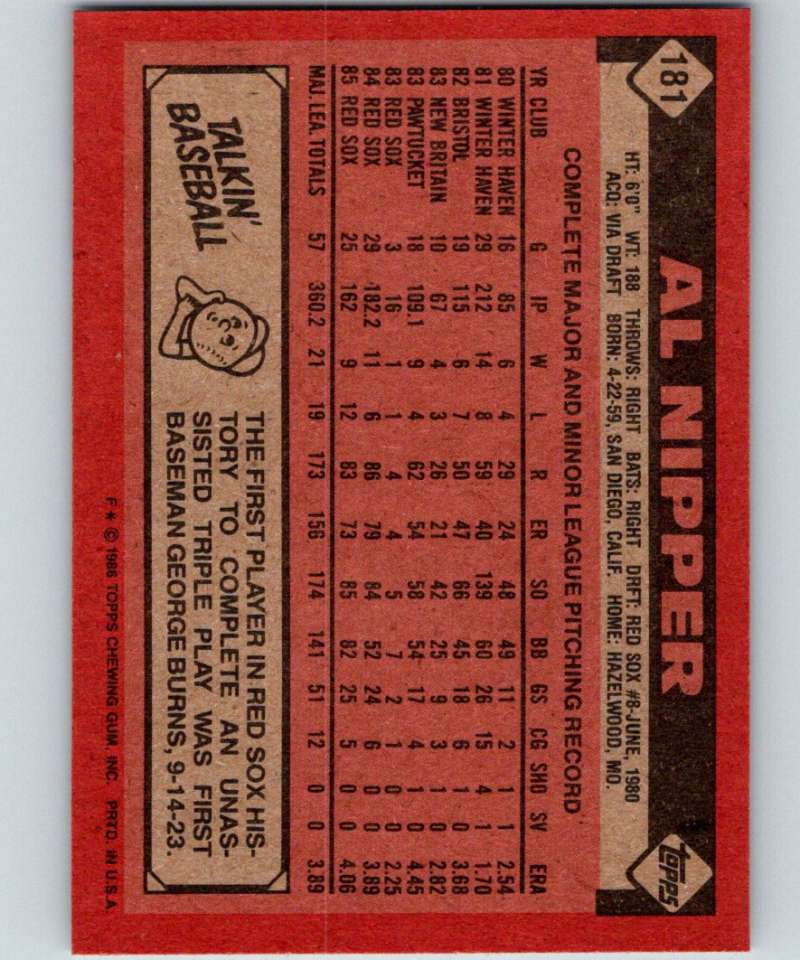 181
AL NIPPER
TOPPS
HT: 6'0" WT: 188 THROWS: RIGHT BATS: RIGHT DRFT: RED SOX #8-JUNE, 1980
ACQ: VIA DRAFT BORN: 4-22-59, SAN DIEGO, CALIF. HOME: HAZELWOOD, MO.
COMPLETE MAJOR AND MINOR LEAGUE PITCHING RECORD
YR CLUB G IP W L R ER SO BB GS CG SHO SV ERA
80 WINTER HAVEN 16 85 6 4 29 24 48 49 11 2 1 1 2.54
81 WINTER HAVEN 29 212 14 8 59 40 139 60 26 15 4 1 1.70
82 BRISTOL 19 115 6 7 50 47 66 45 18 6 1 0 3.68
83 NEW BRITAIN 10 67 4 3 26 21 42 25 9 3 1 0 2.82
83 PAWTUCKET 18 109.1 9 4 62 54 58 54 17 4 1 0 4.45
83 RED SOX 3 16 1 1 4 4 5 7 2 1 0 0 2.25
84 RED SOX 29 182.2 11 6 86 79 84 52 24 6 0 0 3.89
85 RED SOX 25 162 9 12 83 73 85 82 25 5 0 0 4.06
MAJ. LEA. TOTALS 57 360.2 21 19 173 156 174 141 51 12 0 0 3.89
TALKIN'
BASEBALL
THE FIRST PLAYER IN RED SOX HIS-
TORY TO COMPLETE AN UNAS-
SISTED TRIPLE PLAY WAS FIRST
BASEMAN GEORGE BURNS, 9-14-23.
F* © 1986 TOPPS CHEWING GUM, INC. PRTD. IN U.S.A.